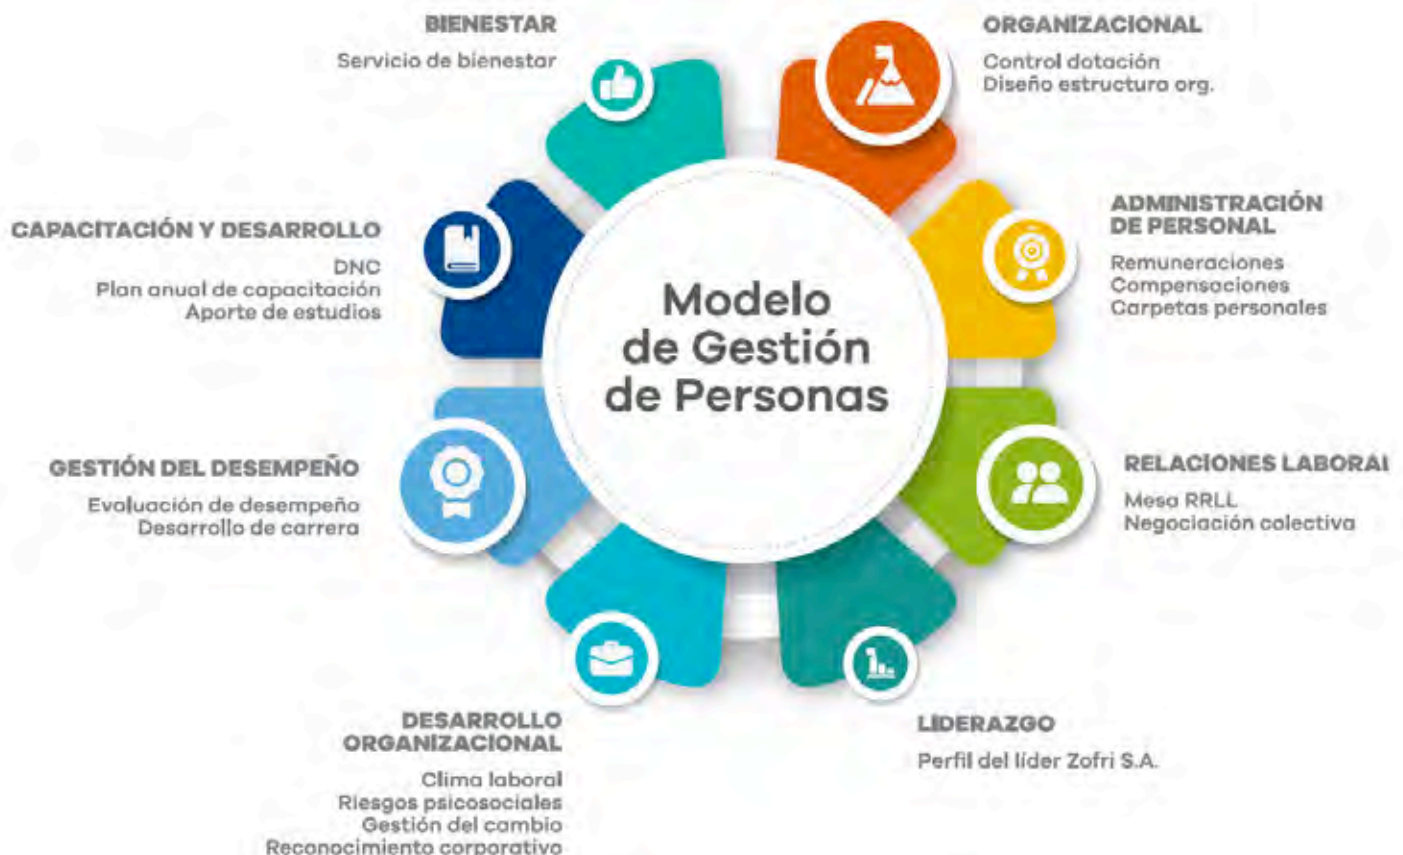 BIENESTAR
Servicio de bienestar
ORGANIZACIONAL
Control dotación
Diseño estructura org.
CAPACITACIÓN Y DESARROLLO
DNC
Plan anual de capacitación
Aporte de estudios
ADMINISTRACIÓN
DE PERSONAL
Remuneraciones
Compensaciones
Carpetas personales
Modelo
de Gestión
de Personas
GESTIÓN DEL DESEMPEÑO
Evaluación de desempeño
Desarrollo de carrera
RELACIONES LABORAI
Mesa RRLL
Negociación colectiva
DESARROLLO
ORGANIZACIONAL
Clima laboral
Riesgos psicosociales
Gestión del cambio
Reconocimiento corporativo
LIDERAZGO
Perfil del líder Zofri S.A.